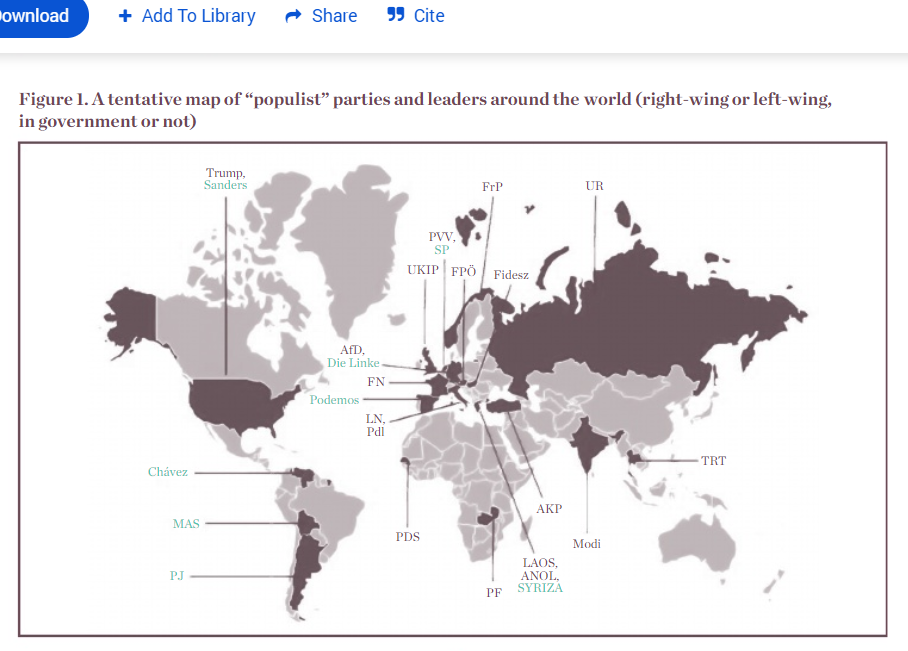 ownload
Add To Library
Share
Cite
Figure 1. A tentative map of “populist” parties and leaders around the world (right-wing or left-wing,
in government or not)
Trump,
Sanders
FrP
UR
PVV,
SP
UKIP
FPÖ
Fidesz
AfD,
Die Linke
FN
Podemos
LN,
Pdl
Chávez
TRT
AKP
MAS
PDS
Modi
LAOS,
ANOL,
SYRIZA
PJ
PF